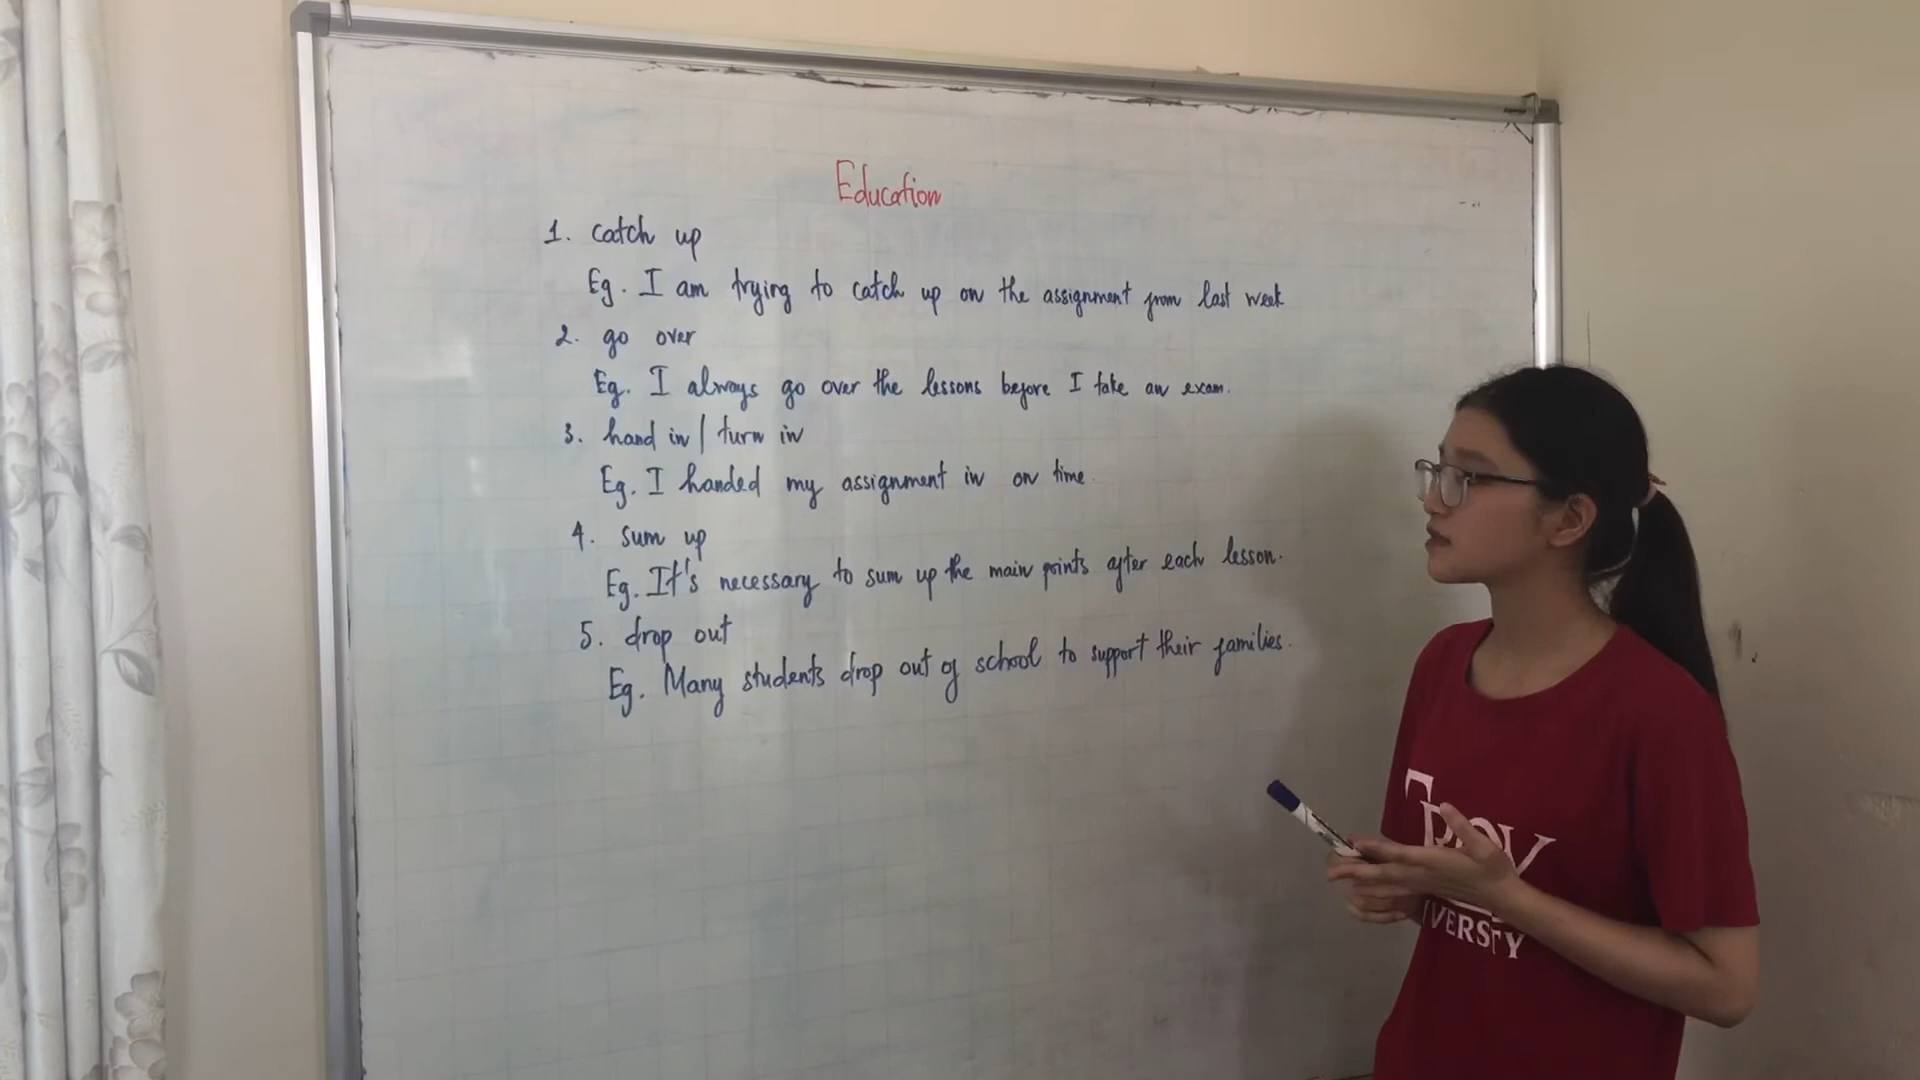 Education
1. catch up
Eg. I am trying to catch up on the assignment from last week
2. go over
Eg. I always go over the lessons before I take an exam.
3. hand in / turn in
Eg. I handed my assignment in on time.
4. sum up
Eg. It's necessary to sum up the main points after each lesson.
5. drop out
Eg. Many students drop out of school to support their families.